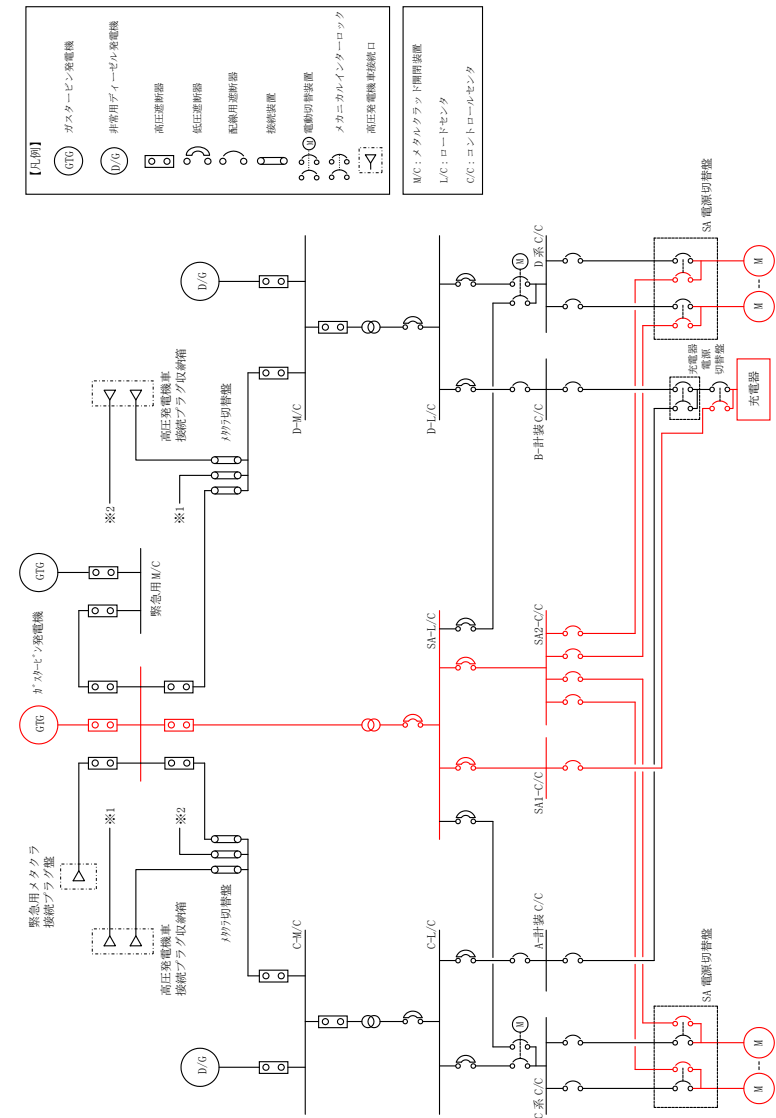 【凡例】
GTG
ガスタービン発電機
D/G
非常用ディーゼル発電機
高圧遮断器
低圧遮断器
配線用遮断器
接続装置
M
電動切替装置
メカニカルインターロック
高圧発電機車接続口
M/C：メタルクラッド開閉装置
L/C：ロードセンタ
C/C：コントロールセンタ
緊急用メタクラ
接続プラグ盤
GTG
ｶﾞｽﾀｰﾋﾞﾝ発電機
GTG
緊急用M/C
高圧発電機車
接続プラグ収納箱
※1
※2
ﾒﾀｸﾗ切替盤
高圧発電機車
接続プラグ収納箱
※2
※1
ﾒﾀｸﾗ切替盤
D/G
C-M/C
D/G
D-M/C
C-L/C
SA-L/C
D-L/C
M
C系C/C
A-計装C/C
SA1-C/C
SA2-C/C
B-計装C/C
M
D系C/C
SA電源切替盤
M
M
充電器
電源
切替盤
充電器
SA電源切替盤
M
M